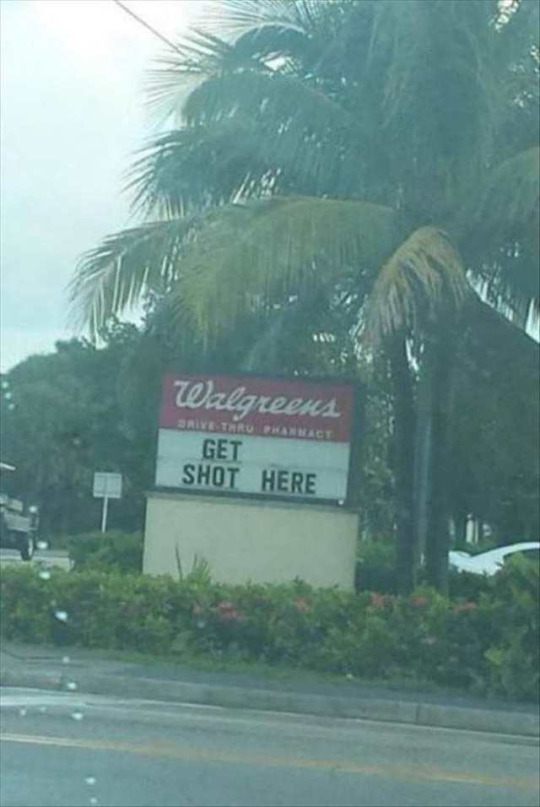 Walgreens
DRIVE-THRU PHARMACY
GET
SHOT HERE